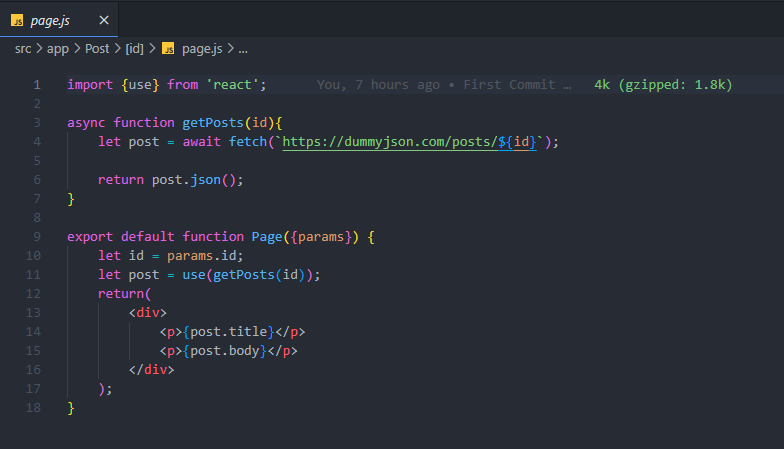 JS page.js ×
src > app > Post > [id] > JS page.js > ...
1 import {use} from 'react'; You, 7 hours ago • First Commit … 4k (gzipped: 1.8k)
2
3 async function getPosts(id){
4 let post = await fetch(`https://dummyjson.com/posts/${id}`);
5
6 return post.json();
7 }
8
9 export default function Page({params}) {
10 let id = params.id;
11 let post = use(getPosts(id));
12 return(
13 <div>
14 <p>{post.title}</p>
15 <p>{post.body}</p>
16 </div>
17 );
18 }